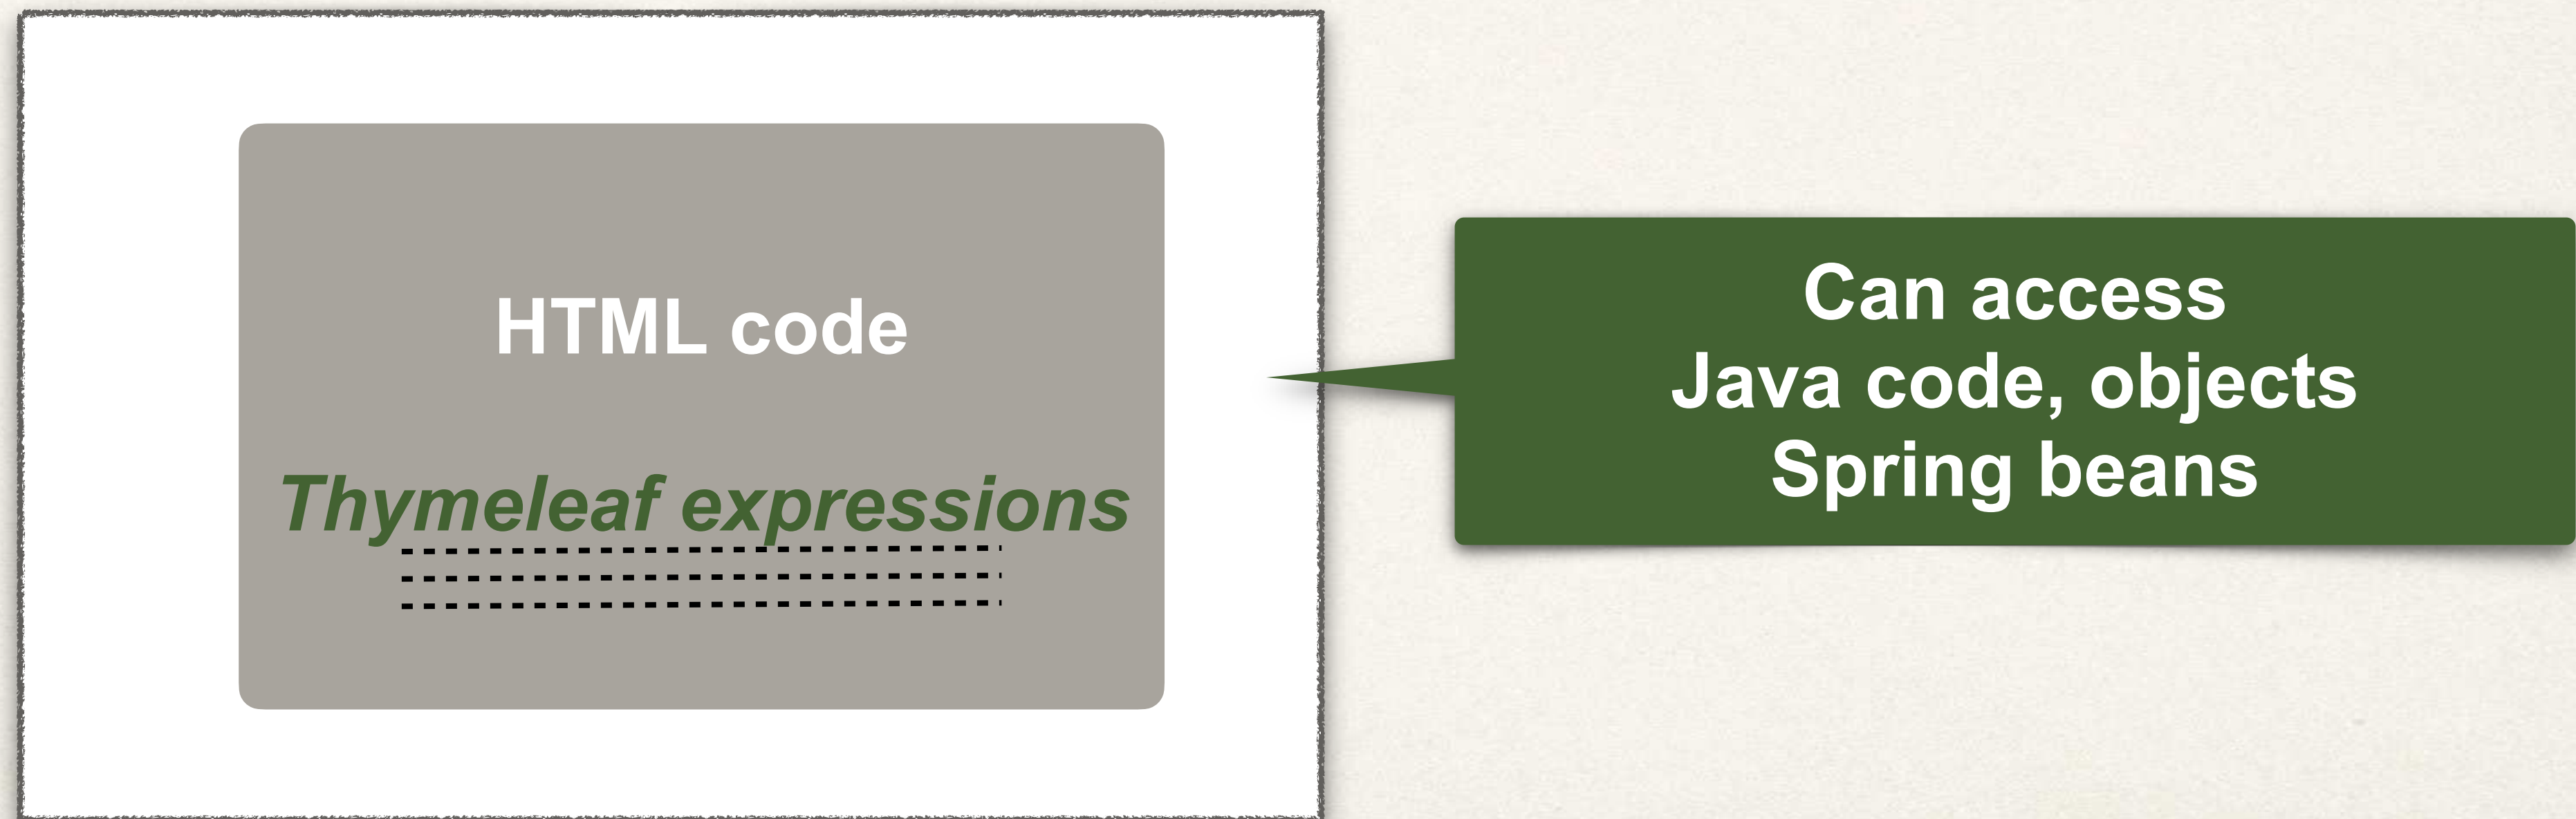 HTML code
Thymeleaf expressions
Can access
Java code, objects
Spring beans